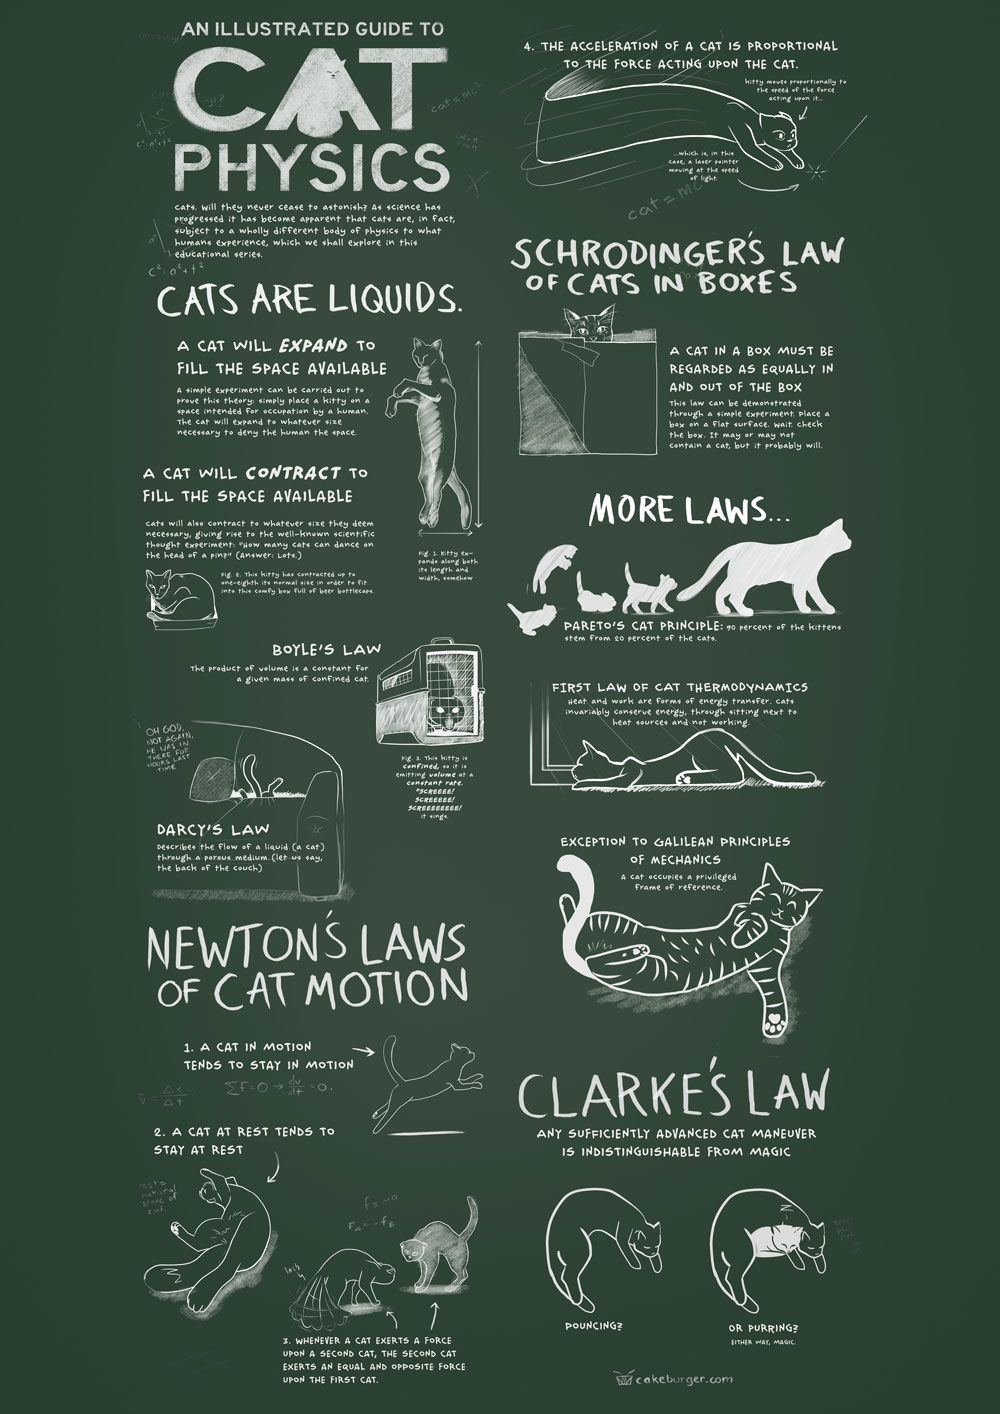 AN ILLUSTRATED GUIDE TO
CAT
PHYSICS
cats. will they never cease to astonish? As science has
progressed it has become apparent that cats are, in fact,
subject to a wholly different body of physics to what
humans experience, which we shall explore in this
educational series.
CATS ARE LIQUIDS.
A CAT WILL EXPAND TO
FILL THE SPACE AVAILABLE
A simple experiment can be carried out to
prove this theory: simply place a kitty on a
space intended for occupation by a human.
The cat will expand to whatever size
necessary to deny the human the space.
A CAT WILL CONTRACT TO
FILL THE SPACE AVAILABLE
cats will also contract to whatever size they deem
necessary, giving rise to the well-known scientific
thought experiment: "How many cats can dance on
the head of a pin?" (Answer: Lots.)
Fig. 1. Kitty ex-
pands along both
its length and
width, somehow
Fig. 2. This kitty has contracted up to
one-eighth its normal size in order to fit
into this comfy box full of beer bottlecaps.
BOYLE'S LAW
The product of volume is a constant for
a given mass of confined cat.
Fig. 3. This kitty is
confined, so it is
emitting volume at a
constant rate.
"SCREEEE!
SCREEEEE!
SCREEEEEEEEE!
it sings.
OH GOD,
NOT AGAIN,
HE WAS IN
THERE FOR
HOURS LAST
TIME
DARCY'S LAW
Describes the flow of a liquid (a cat)
through a porous medium (let us say,
the back of the couch)
NEWTON'S LAWS
OF CAT MOTION
1. A CAT IN MOTION
TENDS TO STAY IN MOTION
2. A CAT AT REST TENDS TO
STAY AT REST
rest =
natural
state of
cat.
f = ma
3. WHENEVER A CAT EXERTS A FORCE
UPON A SECOND CAT, THE SECOND CAT
EXERTS AN EQUAL AND OPPOSITE FORCE
UPON THE FIRST CAT.
4. THE ACCELERATION OF A CAT IS PROPORTIONAL
TO THE FORCE ACTING UPON THE CAT.
kitty moves proportionally to
the speed of the force
acting upon it...
...which is, in this
case, a laser pointer
moving at the speed
of light.
SCHRODINGER'S LAW
OF CATS IN BOXES
A CAT IN A BOX MUST BE
REGARDED AS EQUALLY IN
AND OUT OF THE BOX
This law can be demonstrated
through a simple experiment. Place a
box on a flat surface. Wait. check
the box. It may or may not
contain a cat, but it probably will.
MORE LAWS...
PARETO'S CAT PRINCIPLE: 90 percent of the kittens
stem from 20 percent of the cats.
FIRST LAW OF CAT THERMODYNAMICS
Heat and work are forms of energy transfer. cats
invariably conserve energy, through sitting next to
heat sources and not working.
EXCEPTION TO GALILEAN PRINCIPLES
OF MECHANICS
A cat occupies a privileged
frame of reference.
CLARKE'S LAW
ANY SUFFICIENTLY ADVANCED CAT MANEUVER
IS INDISTINGUISHABLE FROM MAGIC
POUNCING?
OR PURRING?
EITHER WAY, MAGIC.
cakeburger.com